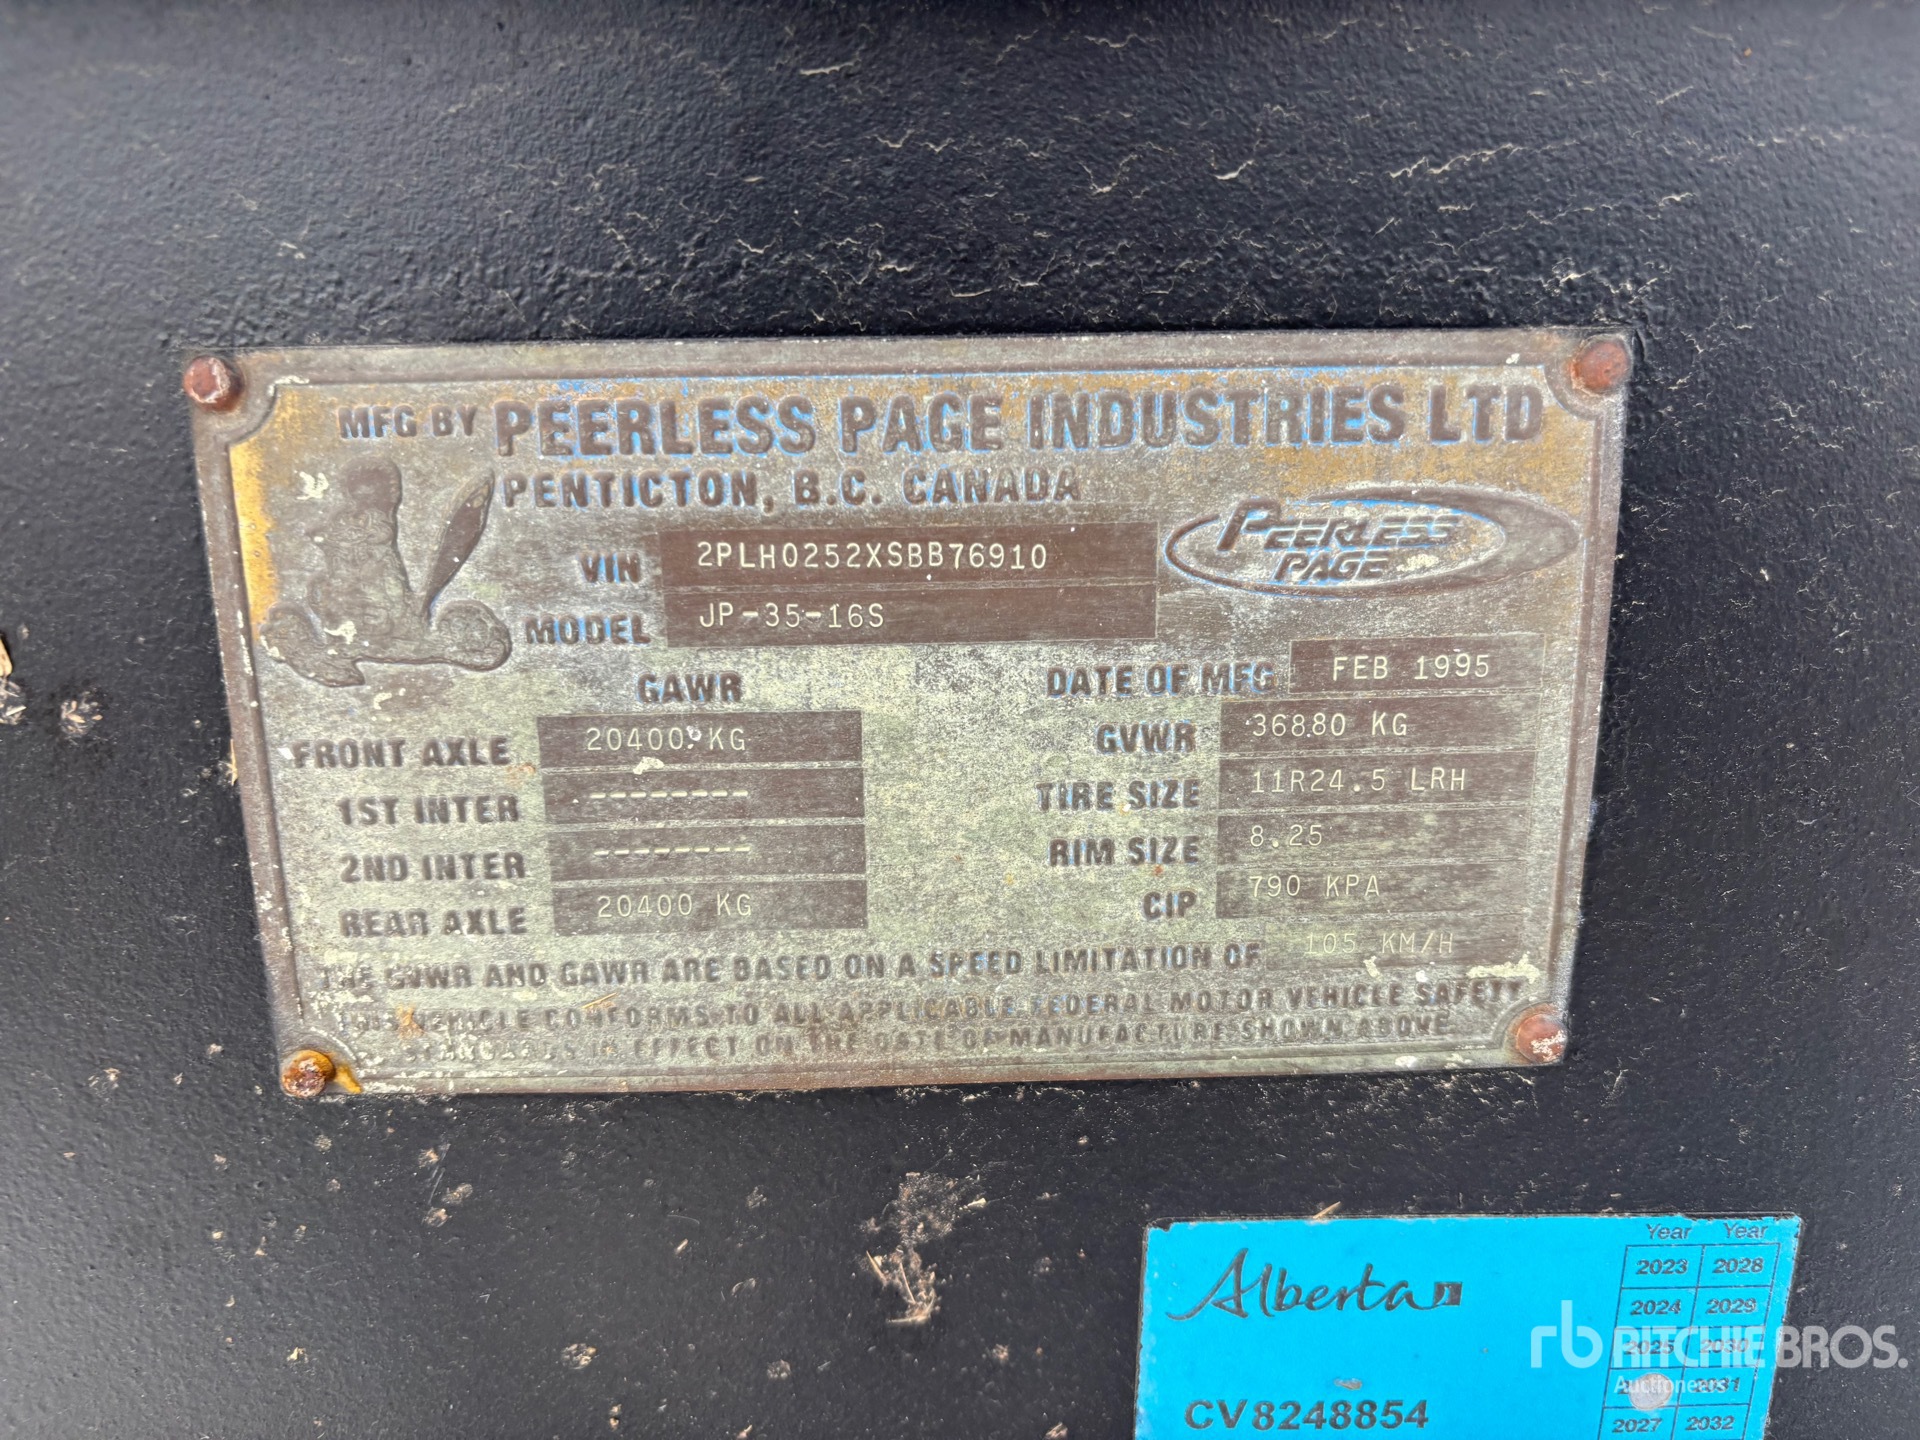 MFG BY PEERLESS PAGE INDUSTRIES LTD
PENTICTON, B.C. CANADA
PEERLESS PAGE
VIN 2PLH0252XSBB76910
MODEL JP-35-16S
GAWR
DATE OF MFG FEB 1995
FRONT AXLE 20400 KG
GVWR 36880 KG
1ST INTER --------
TIRE SIZE 11R24.5 LRH
2ND INTER --------
RIM SIZE 8.25
REAR AXLE 20400 KG
CIP 790 KPA
THE GVWR AND GAWR ARE BASED ON A SPEED LIMITATION OF 105 KM/H
THIS VEHICLE CONFORMS TO ALL APPLICABLE FEDERAL MOTOR VEHICLE SAFETY
STANDARDS IN EFFECT ON THE DATE OF MANUFACTURE SHOWN ABOVE
Alberta
Year Year
2023 2028
2024 2029
2025 2030
2031
2027 2032
CV8248854
rb RITCHIE BROS.
Auctioneers